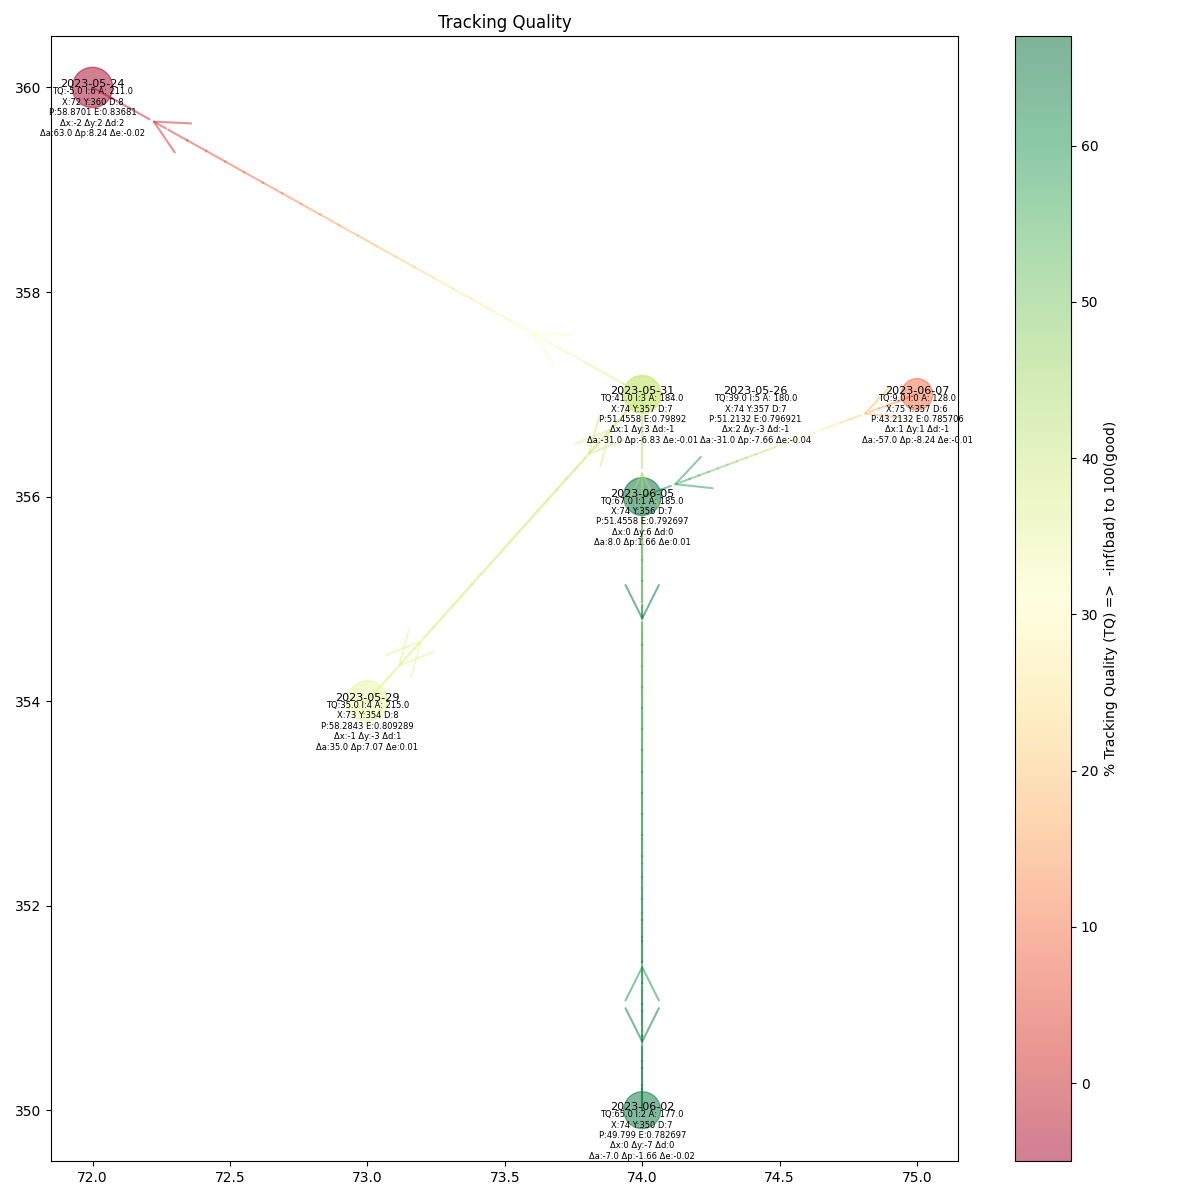 Tracking Quality
360
358
356
354
352
350
2023-05-24
TQ:-5.0 I:6 A: 211.0
X:72 Y:360 D:8
P:58.8701 E:0.83681
Δx:-2 Δy:2 Δd:2
Δa:63.0 Δp:8.24 Δe:-0.02
2023-05-31
TQ:41.0 I:3 A: 184.0
X:74 Y:357 D:7
P:51.4558 E:0.79892
Δx:1 Δy:3 Δd:-1
Δa:-31.0 Δp:-6.83 Δe:-0.01
2023-05-26
TQ:39.0 I:5 A: 180.0
X:74 Y:357 D:7
P:51.2132 E:0.796921
Δx:2 Δy:-3 Δd:-1
Δa:-31.0 Δp:-7.66 Δe:-0.04
2023-06-07
TQ:9.0 I:0 A: 128.0
X:75 Y:357 D:6
P:43.2132 E:0.785706
Δx:1 Δy:1 Δd:-1
Δa:-57.0 Δp:-8.24 Δe:-0.01
2023-06-05
TQ:67.0 I:1 A: 185.0
X:74 Y:356 D:7
P:51.4558 E:0.792697
Δx:0 Δy:6 Δd:0
Δa:8.0 Δp:1.66 Δe:0.01
2023-05-29
TQ:35.0 I:4 A: 215.0
X:73 Y:354 D:8
P:58.2843 E:0.809289
Δx:-1 Δy:-3 Δd:1
Δa:35.0 Δp:7.07 Δe:0.01
2023-06-02
TQ:65.0 I:2 A: 177.0
X:74 Y:350 D:7
P:49.799 E:0.782697
Δx:0 Δy:-7 Δd:0
Δa:-7.0 Δp:-1.66 Δe:-0.02
72.0
72.5
73.0
73.5
74.0
74.5
75.0
60
50
40
30
20
10
0
% Tracking Quality (TQ) => -inf(bad) to 100(good)